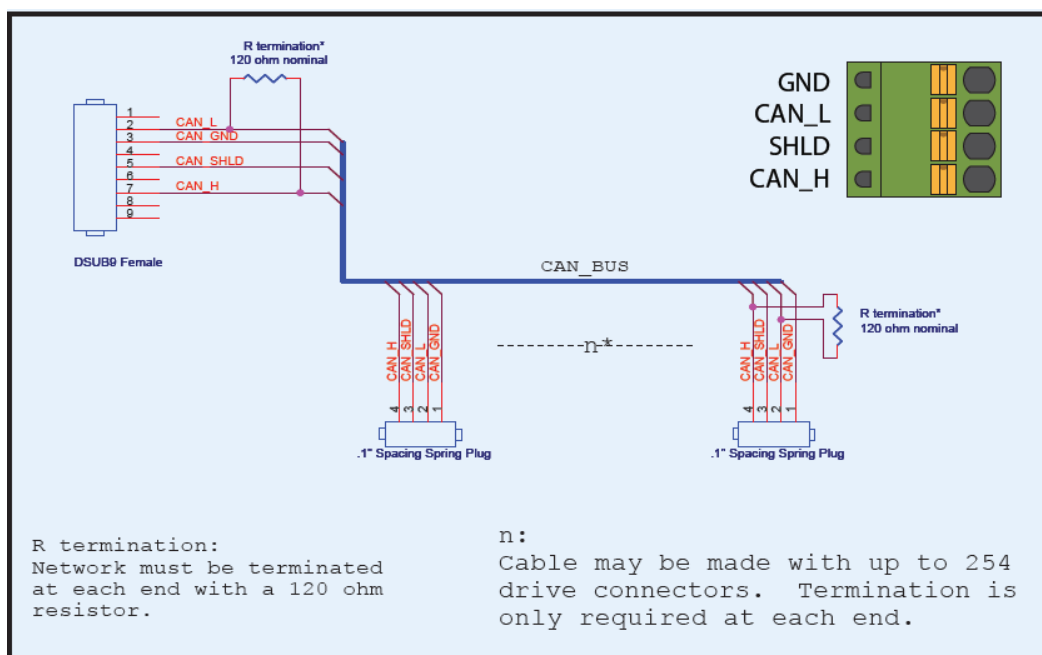 R termination*
120 ohm nominal
1
2
3
4
5
6
7
8
9
CAN_L
CAN_GND
CAN_SHLD
CAN_H
DSUB9 Female
GND
CAN_L
SHLD
CAN_H
CAN_BUS
CAN_H
CAN_SHLD
CAN_L
CAN_GND
4
3
2
1
.1" Spacing Spring Plug
--------n*--------
CAN_H
CAN_SHLD
CAN_L
CAN_GND
4
3
2
1
.1" Spacing Spring Plug
R termination*
120 ohm nominal
R termination:
Network must be terminated
at each end with a 120 ohm
resistor.
n:
Cable may be made with up to 254
drive connectors. Termination is
only required at each end.